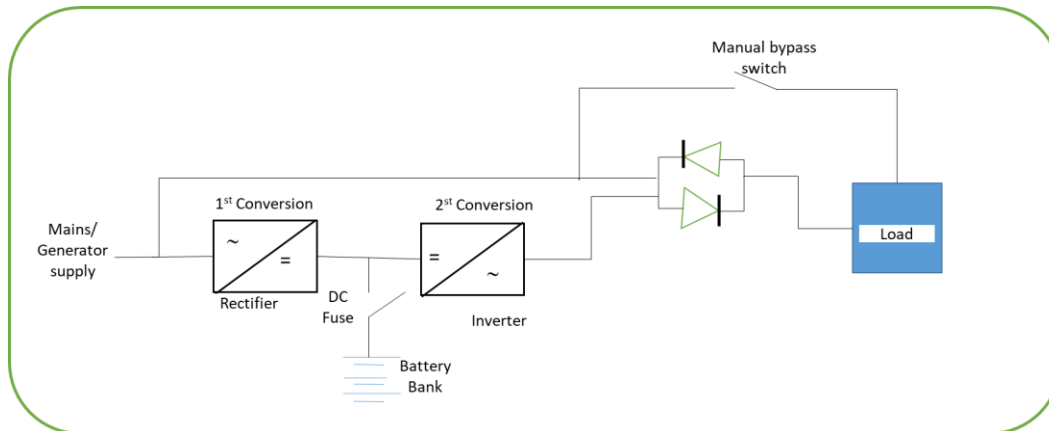 Manual bypass
switch
1st Conversion
2st Conversion
Mains/
Generator
supply
~
=
=
~
Load
Rectifier
DC
Fuse
Inverter
Battery
Bank